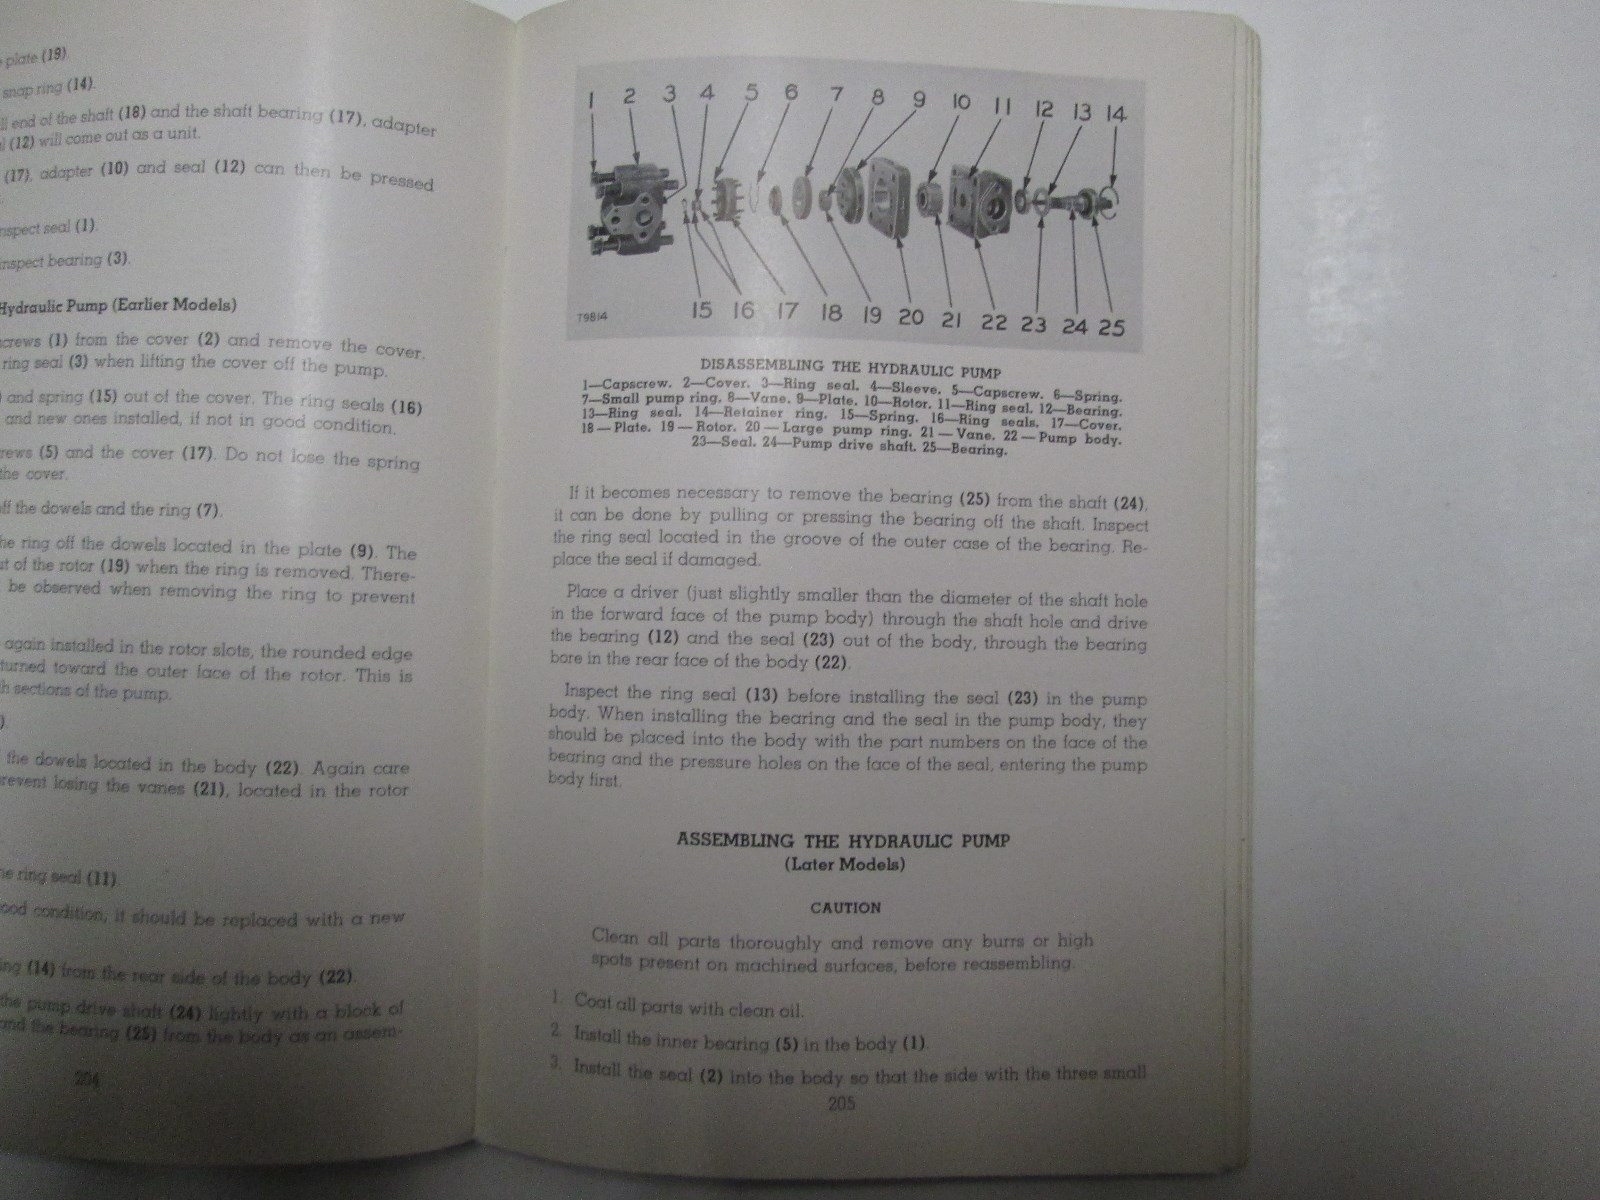 plate (19).
snap ring (14).
end of the shaft (18) and the shaft bearing (17), adapter
(12) will come out as a unit.
(17), adapter (10) and seal (12) can then be pressed
inspect seal (1).
inspect bearing (3).
Hydraulic Pump (Earlier Models)
(1) from the cover (2) and remove the cover.
ring seal (3) when lifting the cover off the pump.
and spring (15) out of the cover. The ring seals (16)
and new ones installed, if not in good condition.
(5) and the cover (17). Do not lose the spring
the cover.
off the dowels and the ring (7).
the ring off the dowels located in the plate (9). The
of the rotor (19) when the ring is removed. There-
be observed when removing the ring to prevent
again installed in the rotor slots, the rounded edge
turned toward the outer face of the rotor. This is
sections of the pump.
).
the dowels located in the body (22). Again care
prevent losing the vanes (21), located in the rotor
ring seal (11).
good condition, it should be replaced with a new
(14) from the rear side of the body (22).
the pump drive shaft (24) lightly with a block of
and the bearing (25) from the body as an assem-
204
1 2 3 4 5 6 7 8 9 10 11 12 13 14
15 16 17 18 19 20 21 22 23 24 25
T9814
DISASSEMBLING THE HYDRAULIC PUMP
1—Capscrew. 2—Cover. 3—Ring seal. 4—Sleeve. 5—Capscrew. 6—Spring.
7—Small pump ring. 8—Vane. 9—Plate. 10—Rotor. 11—Ring seal. 12—Bearing.
13—Ring seal. 14—Retainer ring. 15—Spring. 16—Ring seals. 17—Cover.
18—Plate. 19—Rotor. 20—Large pump ring. 21—Vane. 22—Pump body.
23—Seal. 24—Pump drive shaft. 25—Bearing.
If it becomes necessary to remove the bearing (25) from the shaft (24),
it can be done by pulling or pressing the bearing off the shaft. Inspect
the ring seal located in the groove of the outer case of the bearing. Re-
place the seal if damaged.
Place a driver (just slightly smaller than the diameter of the shaft hole
in the forward face of the pump body) through the shaft hole and drive
the bearing (12) and the seal (23) out of the body, through the bearing
bore in the rear face of the body (22).
Inspect the ring seal (13) before installing the seal (23) in the pump
body. When installing the bearing and the seal in the pump body, they
should be placed into the body with the part numbers on the face of the
bearing and the pressure holes on the face of the seal, entering the pump
body first.
ASSEMBLING THE HYDRAULIC PUMP
(Later Models)
CAUTION
Clean all parts thoroughly and remove any burrs or high
spots present on machined surfaces, before reassembling.
1. Coat all parts with clean oil.
2. Install the inner bearing (5) in the body (1).
3. Install the seal (2) into the body so that the side with the three small
205